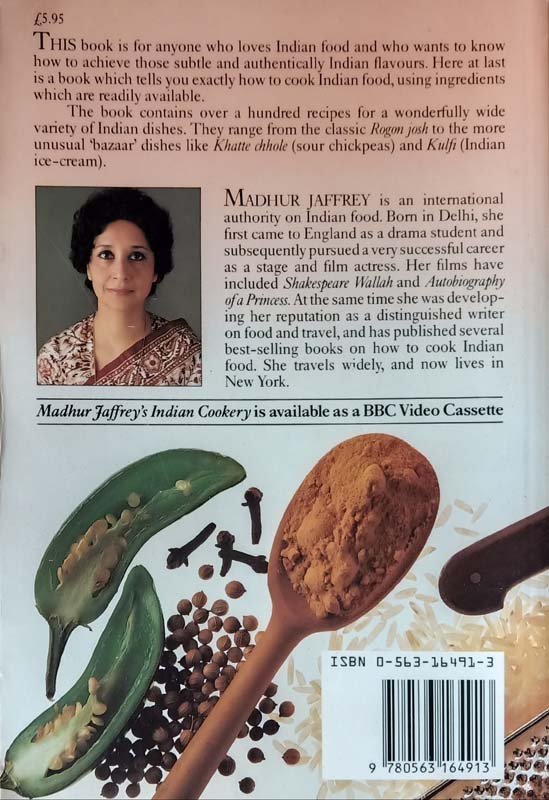 £5.95
THIS book is for anyone who loves Indian food and who wants to know
how to achieve those subtle and authentically Indian flavours. Here at last
is a book which tells you exactly how to cook Indian food, using ingredients
which are readily available.
The book contains over a hundred recipes for a wonderfully wide
variety of Indian dishes. They range from the classic Rogon josh to the more
unusual ‘bazaar’ dishes like Khatte chhole (sour chickpeas) and Kulfi (Indian
ice-cream).
MADHUR JAFFREY is an international
authority on Indian food. Born in Delhi, she
first came to England as a drama student and
subsequently pursued a very successful career
as a stage and film actress. Her films have
included Shakespeare Wallah and Autobiography
of a Princess. At the same time she was develop-
ing her reputation as a distinguished writer
on food and travel, and has published several
best-selling books on how to cook Indian
food. She travels widely, and now lives in
New York.
Madhur Jaffrey's Indian Cookery is available as a BBC Video Cassette
ISBN 0-563-16491-3
9 780563 164913